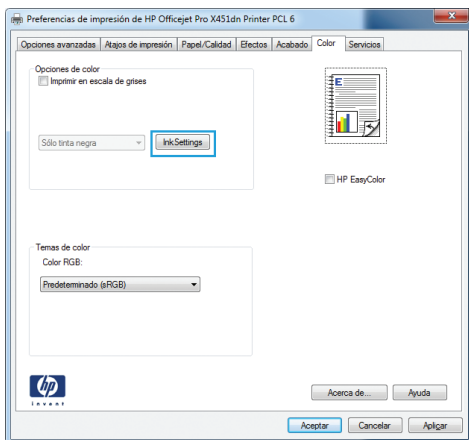 Preferencias de impresión de HP Officejet Pro X451dn Printer PCL 6
Opciones avanzadas Atajos de impresión Papel/Calidad Efectos Acabado Color Servicios
Opciones de color
Imprimir en escala de grises
Sólo tinta negra InkSettings
E
HP EasyColor
Temas de color
Color RGB:
Predeterminado (sRGB)
hp
invent
Acerca de... Ayuda
Aceptar Cancelar Aplicar